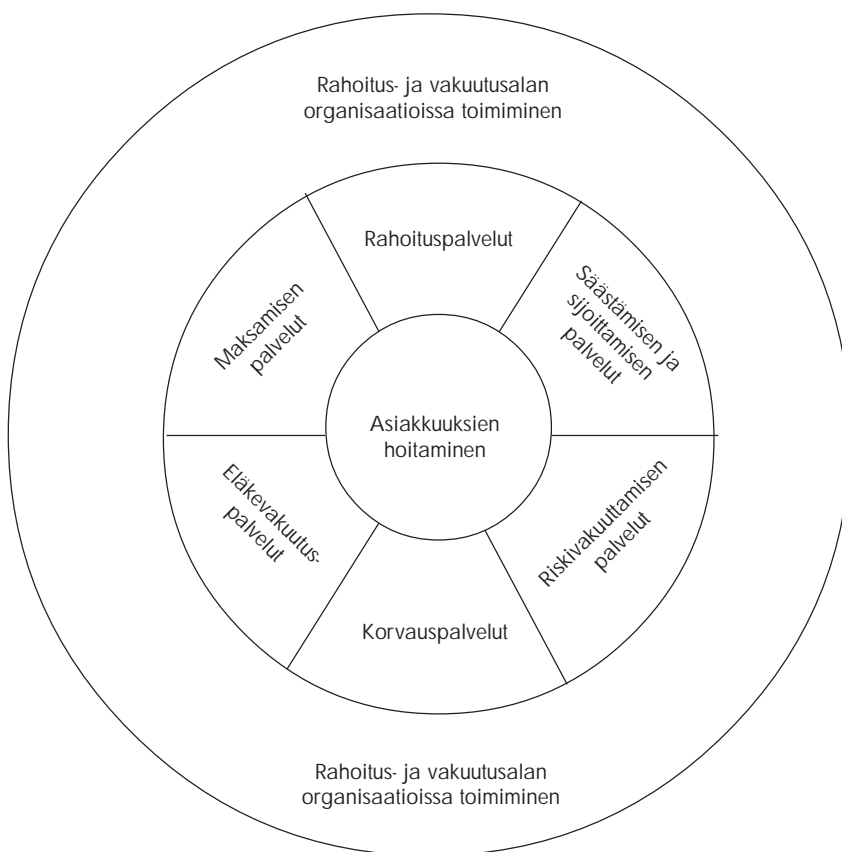 Rahoitus- ja vakuutusalan
organisaatioissa toimiminen
Rahoituspalvelut
Maksamisen
palvelut
Säästämisen ja
sijoittamisen
palvelut
Asiakkuuksien
hoitaminen
Eläkevakuutus-
palvelut
Riskivakuuttamisen
palvelut
Korvauspalvelut
Rahoitus- ja vakuutusalan
organisaatioissa toimiminen